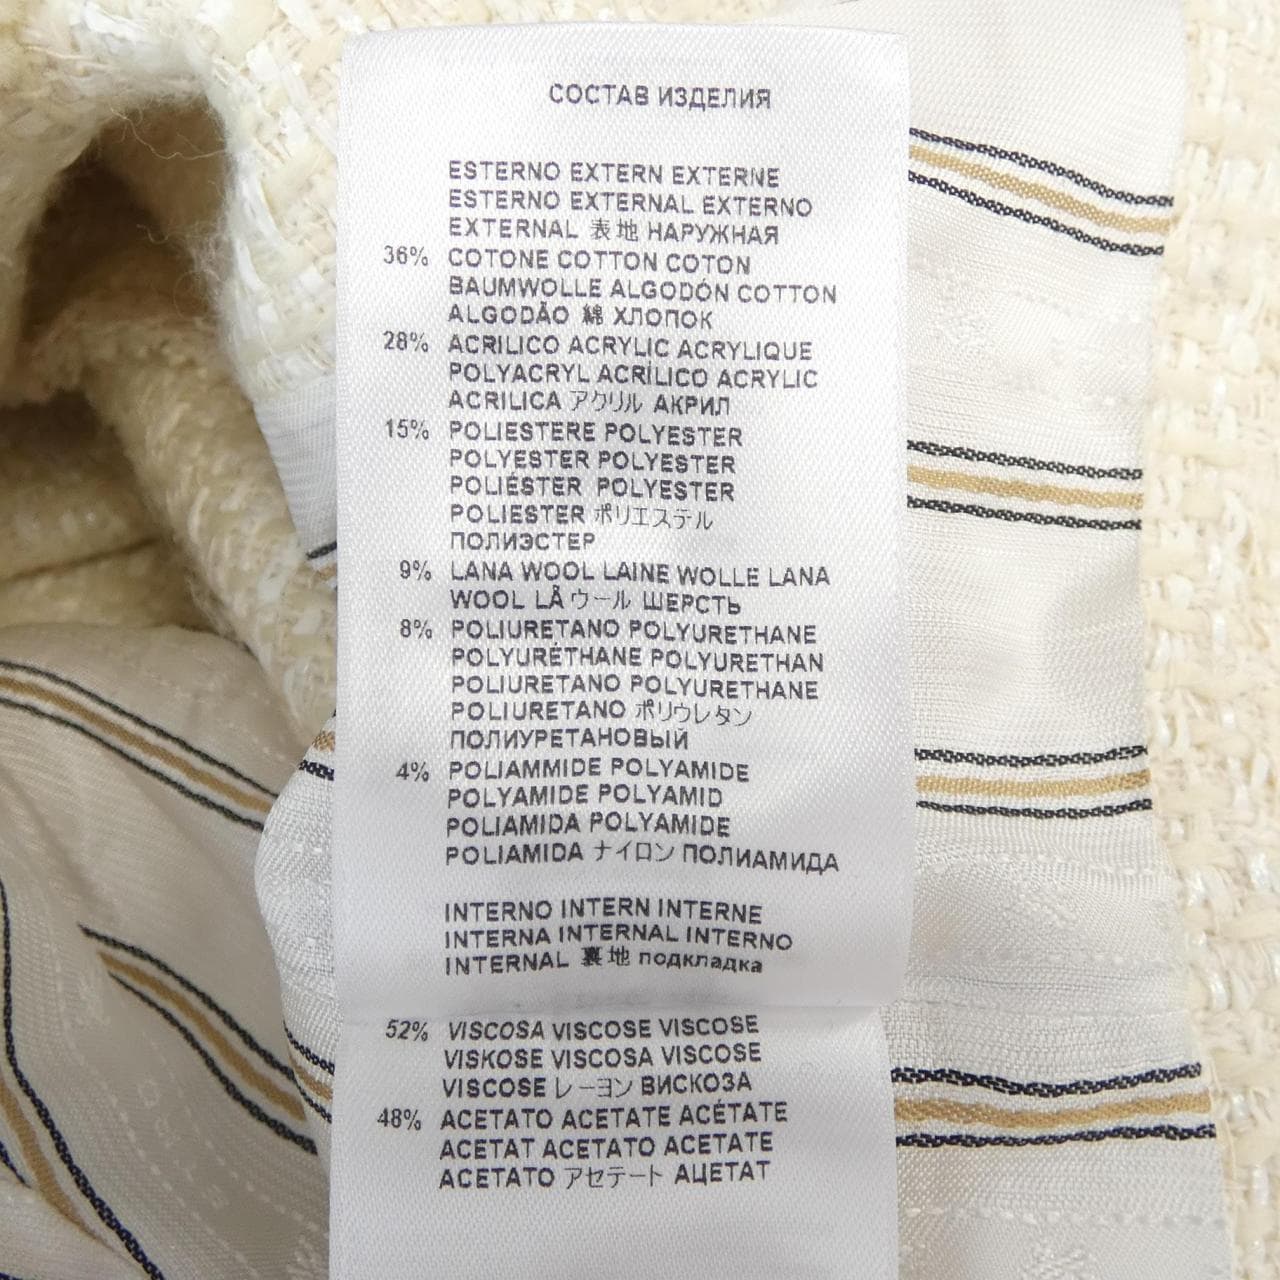 СОСТАВ ИЗДЕЛИЯ
ESTERNO EXTERN EXTERNE
ESTERNO EXTERNAL EXTERNO
EXTERNAL 表地 НАРУЖНАЯ
36% COTONE COTTON COTON
BAUMWOLLE ALGODÓN COTTON
ALGODÃO 綿 ХЛОПОК
28% ACRILICO ACRYLIC ACRYLIQUE
POLYACRYL ACRÍLICO ACRYLIC
ACRILICA アクリル АКРИЛ
15% POLIESTERE POLYESTER
POLYESTER POLYESTER
POLIÉSTER POLYESTER
POLIESTER ポリエステル
ПОЛИЭСТЕР
9% LANA WOOL LAINE WOLLE LANA
WOOL LÅ ウール ШЕРСТЬ
8% POLIURETANO POLYURETHANE
POLYURÉTHANE POLYURETHAN
POLIURETANO POLYURETHANE
POLIURETANO ポリウレタン
ПОЛИУРЕТАНОВЫЙ
4% POLIAMMIDE POLYAMIDE
POLYAMIDE POLYAMID
POLIAMIDA POLYAMIDE
POLIAMIDA ナイロン ПОЛИАМИДА
INTERNO INTERN INTERNE
INTERNA INTERNAL INTERNO
INTERNAL 裏地 подкладка
52% VISCOSA VISCOSE VISCOSE
VISKOSE VISCOSA VISCOSE
VISCOSE レーヨン ВИСКОЗА
48% ACETATO ACETATE ACÉTATE
ACETAT ACETATO ACETATE
ACETATO アセテート АЦЕТАТ